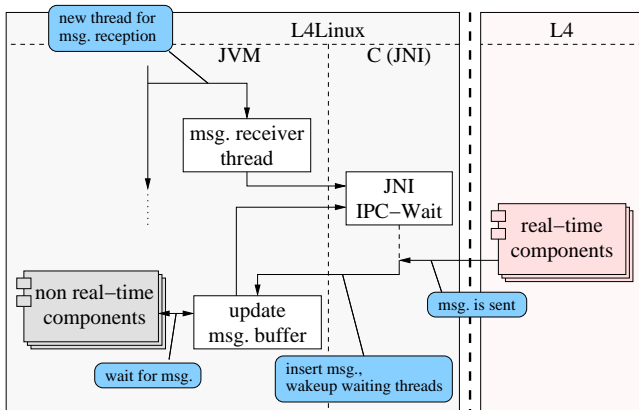 new thread for
msg. reception
L4Linux
L4
JVM
C (JNI)
msg. receiver
thread
JNI
IPC−Wait
real−time
components
non real−time
components
update
msg. buffer
msg. is sent
wait for msg.
insert msg.,
wakeup waiting threads